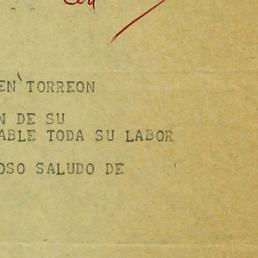 EN TORREON
N DE SU
ABLE TODA SU LABOR
OSO SALUDO DE